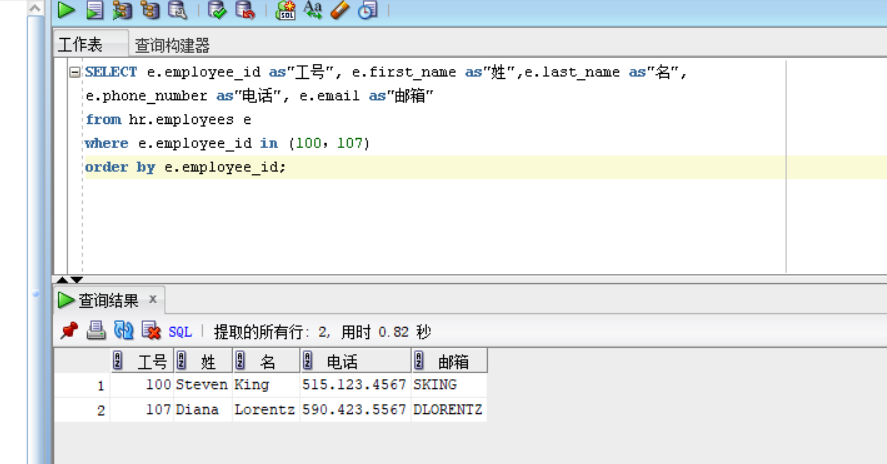 SQL
Aa
工作表 查询构建器
SELECT e.employee_id as"工号", e.first_name as"姓",e.last_name as"名",
e.phone_number as"电话", e.email as"邮箱"
from hr.employees e
where e.employee_id in (100，107)
order by e.employee_id;
查询结果 x
SQL | 提取的所有行: 2, 用时 0.82 秒
工号 姓 名 电话 邮箱
1 100 Steven King 515.123.4567 SKING
2 107 Diana Lorentz 590.423.5567 DLORENTZ